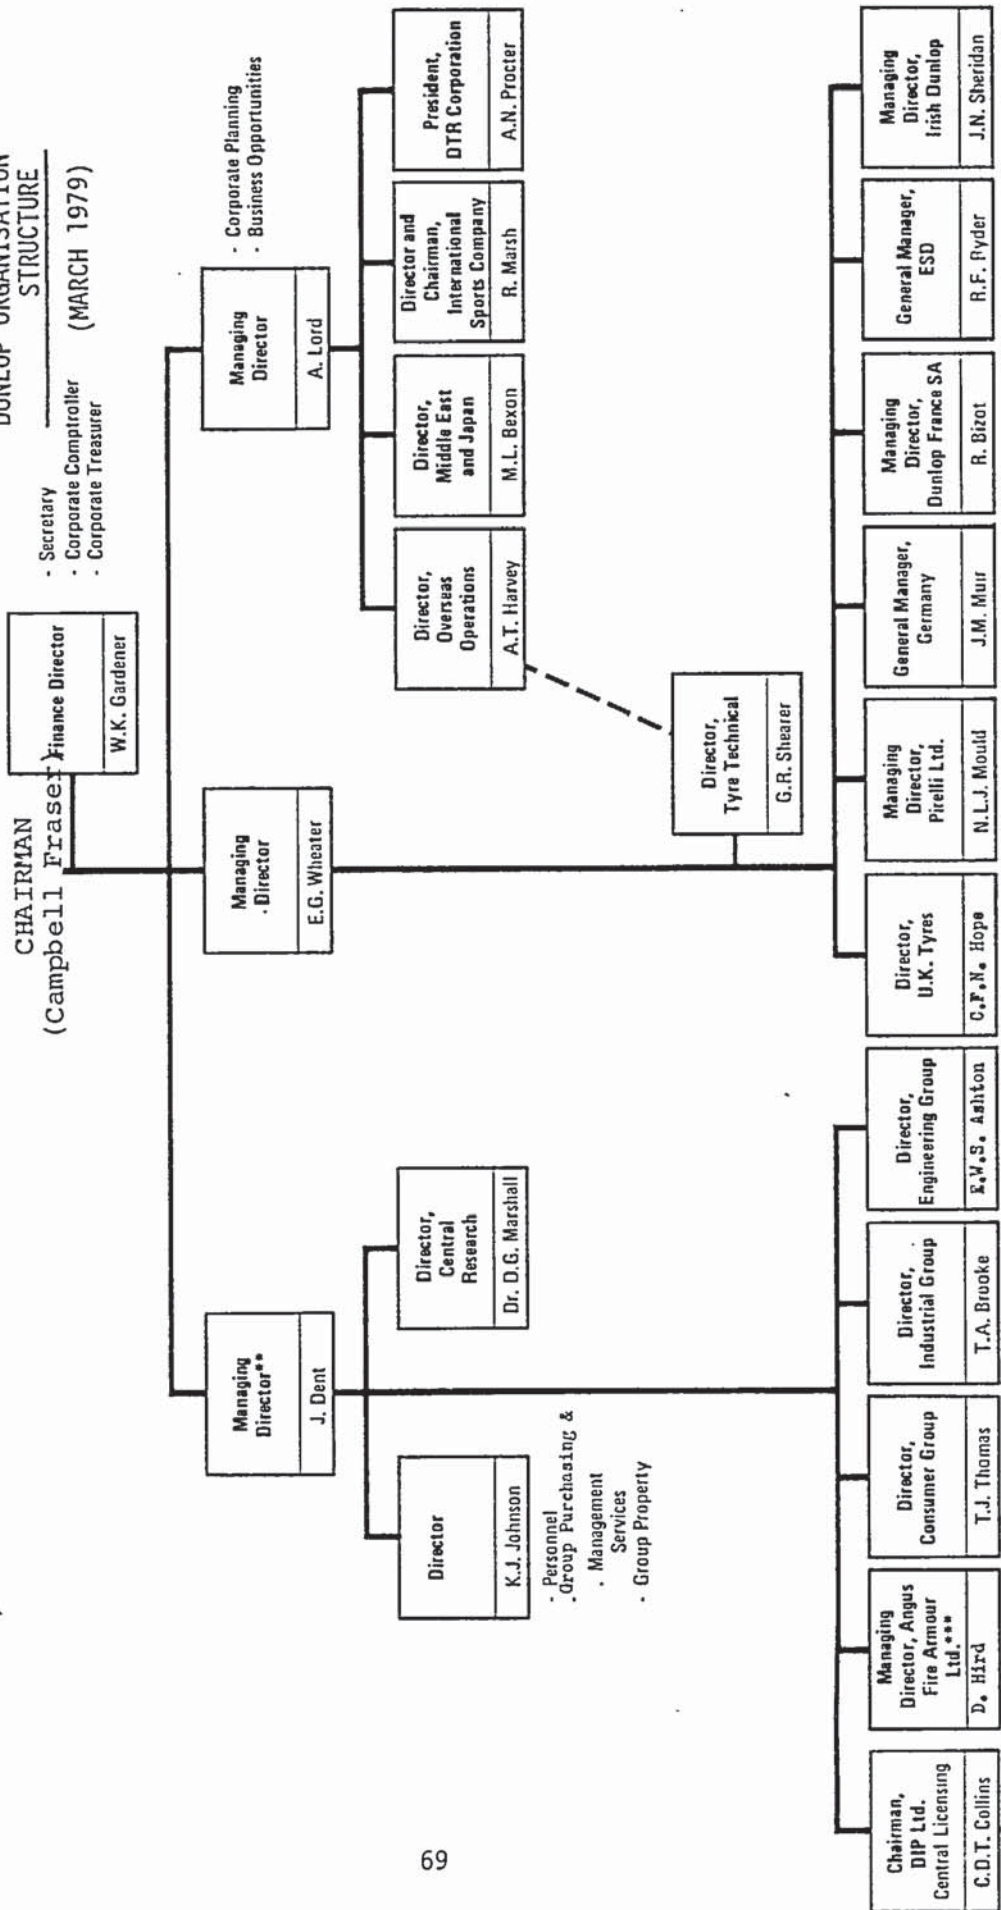 DUNLOP ORGANISATION
STRUCTURE
(MARCH 1979)
CHAIRMAN
(Campbell Fraser)
Finance Director
W.K. Gardener
- Secretary
- Corporate Comptroller
- Corporate Treasurer
Managing
Director**
J. Dent
Managing
Director
E.G. Wheater
Managing
Director
A. Lord
- Corporate Planning
- Business Opportunities
Director
K.J. Johnson
- Personnel
- Group Purchasing &
- Management
Services
- Group Property
Director,
Central
Research
Dr. D.G. Marshall
Director,
Overseas
Operations
A.T. Harvey
Director,
Middle East
and Japan
M.L. Bexon
Director and
Chairman,
International
Sports Company
R. Marsh
President,
DTR Corporation
A.N. Procter
Director,
Tyre Technical
G.R. Shearer
Chairman,
DIP Ltd.
Central Licensing
C.D.T. Collins
Managing
Director, Angus
Fire Armour
Ltd.***
D. Hird
Director,
Consumer Group
T.J. Thomas
Director,
Industrial Group
T.A. Brooke
Director,
Engineering Group
E.W.S. Ashton
Director,
U.K. Tyres
C.F.N. Hope
Managing
Director,
Pirelli Ltd.
N.L.J. Mould
General Manager,
Germany
J.M. Muir
Managing
Director,
Dunlop France SA
R. Bizot
General Manager,
ESD
R.F. Ryder
Managing
Director,
Irish Dunlop
J.N. Sheridan
69